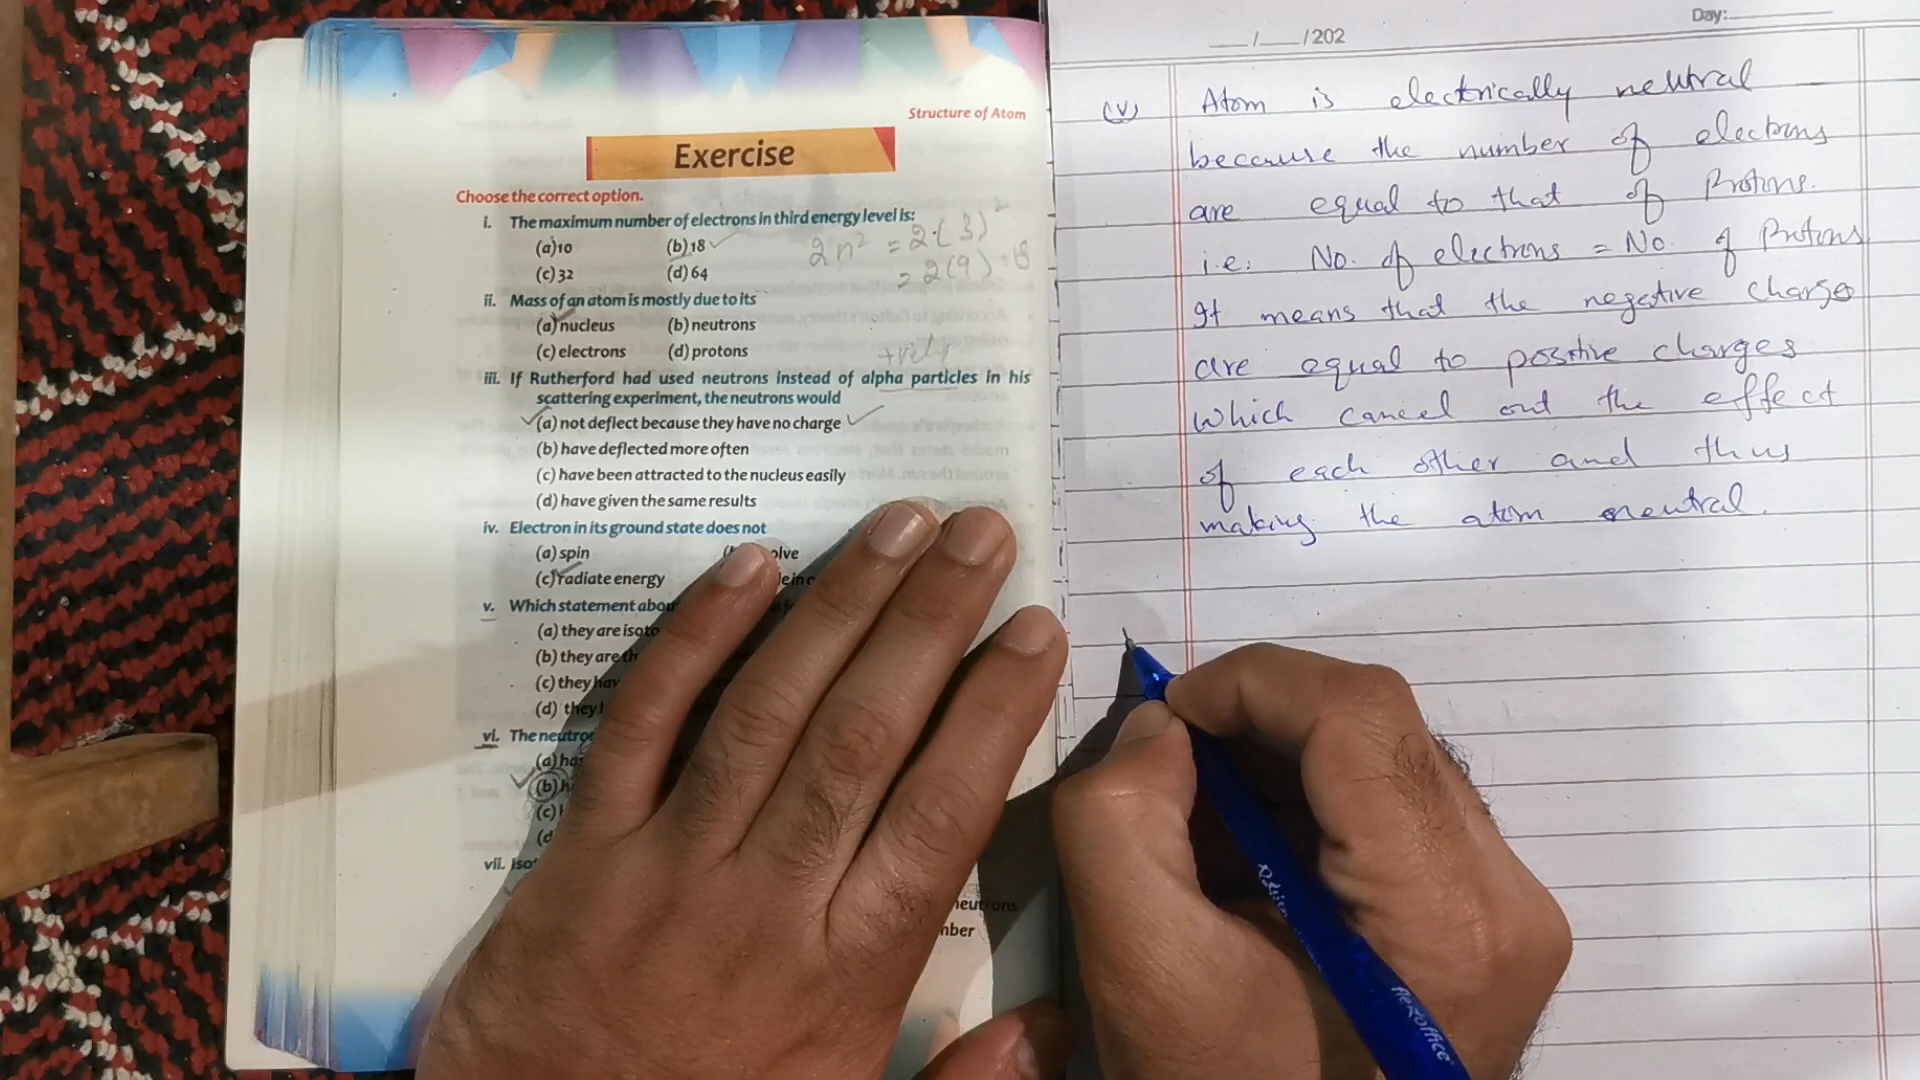 Structure of Atom
Exercise
Choose the correct option.
i. The maximum number of electrons in third energy level is:
(a) 10 (b) 18
(c) 32 (d) 64
2n² = 2·(3)²
= 2(9) = 18
ii. Mass of an atom is mostly due to its
(a) nucleus (b) neutrons
(c) electrons (d) protons
+vely
iii. If Rutherford had used neutrons instead of alpha particles in his
scattering experiment, the neutrons would
(a) not deflect because they have no charge
(b) have deflected more often
(c) have been attracted to the nucleus easily
(d) have given the same results
iv. Electron in its ground state does not
(a) spin
(c) radiate energy
v. Which statement
(a) they are
(b) they are
(c) they
(d) they
vi. The
(a)
(b)
(c)
(d
vii.
Day:
__/__/202
(v) Atom is electrically neutral
because the number of electrons
are equal to that of Protons.
i.e: No. of electrons = No. of Protons
It means that the negative charge
are equal to positive charges
which cancel out the effect
of each other and thus
making the atom neutral.
flexoffice